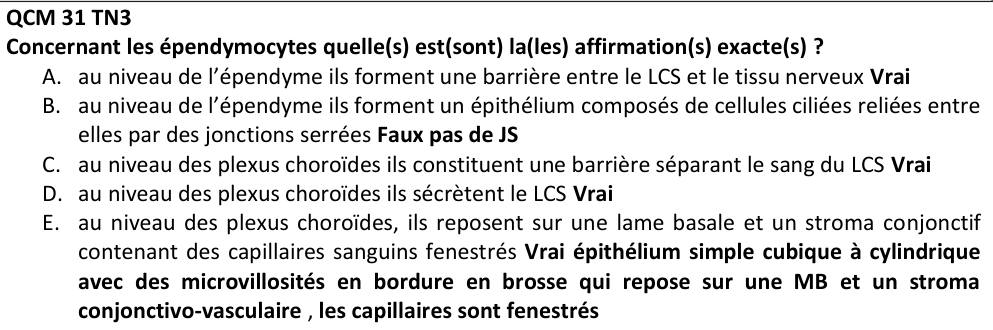 QCM 31 TN3
Concernant les épendymocytes quelle(s) est(sont) la(les) affirmation(s) exacte(s) ?
A. au niveau de l'épendyme ils forment une barrière entre le LCS et le tissu nerveux Vrai
B. au niveau de l'épendyme ils forment un épithélium composés de cellules ciliées reliées entre
elles par des jonctions serrées Faux pas de JS
C. au niveau des plexus choroïdes ils constituent une barrière séparant le sang du LCS Vrai
D. au niveau des plexus choroïdes ils sécrètent le LCS Vrai
E. au niveau des plexus choroïdes, ils reposent sur une lame basale et un stroma conjonctif
contenant des capillaires sanguins fenestrés Vrai épithélium simple cubique à cylindrique
avec des microvillosités en bordure en brosse qui repose sur une MB et un stroma
conjonctivo-vasculaire , les capillaires sont fenestrés